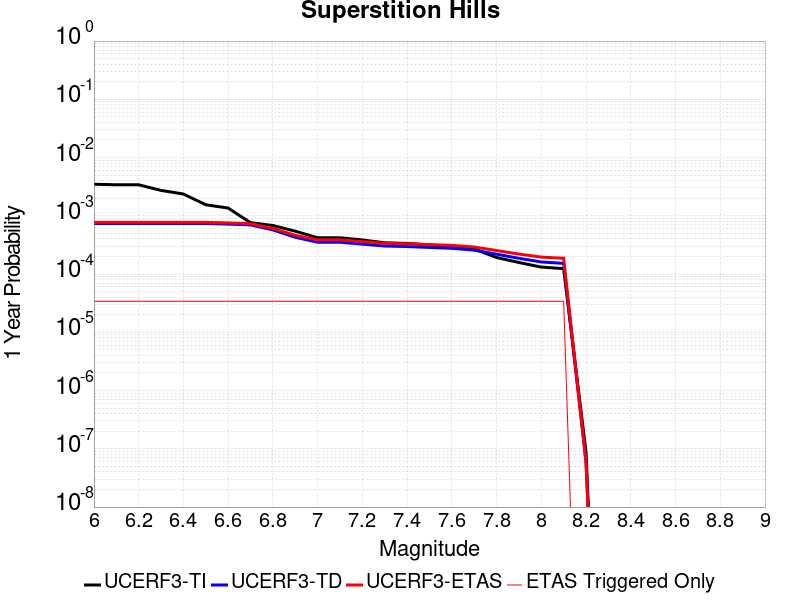 Superstition Hills
10^0
10^-1
10^-2
10^-3
10^-4
10^-5
10^-6
10^-7
10^-8
1 Year Probability
6 6.2 6.4 6.6 6.8 7 7.2 7.4 7.6 7.8 8 8.2 8.4 8.6 8.8 9
Magnitude
UCERF3-TI UCERF3-TD UCERF3-ETAS ETAS Triggered Only